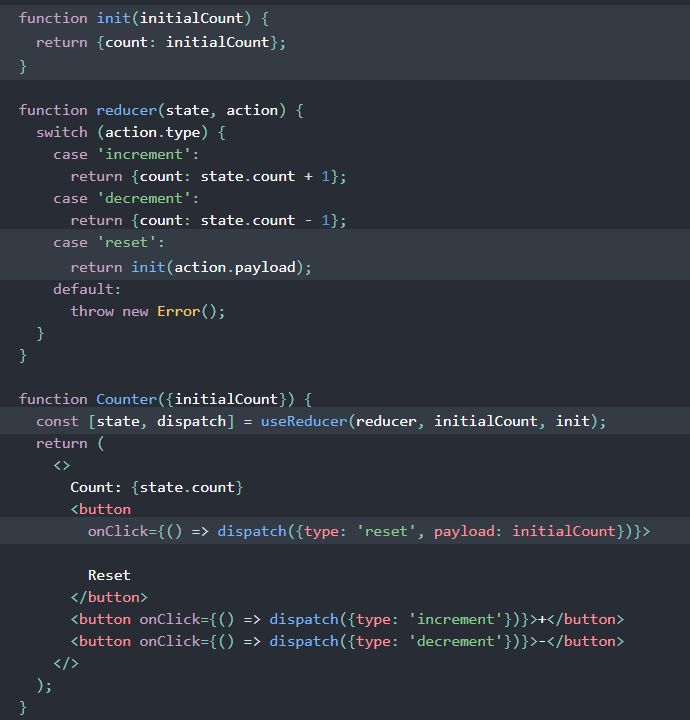 function init(initialCount) {
  return {count: initialCount};
}

function reducer(state, action) {
  switch (action.type) {
    case 'increment':
      return {count: state.count + 1};
    case 'decrement':
      return {count: state.count - 1};
    case 'reset':
      return init(action.payload);
    default:
      throw new Error();
  }
}

function Counter({initialCount}) {
  const [state, dispatch] = useReducer(reducer, initialCount, init);
  return (
    <>
      Count: {state.count}
      <button
        onClick={() => dispatch({type: 'reset', payload: initialCount})}>

        Reset
      </button>
      <button onClick={() => dispatch({type: 'increment'})}>+</button>
      <button onClick={() => dispatch({type: 'decrement'})}>-</button>
    </>
  );
}